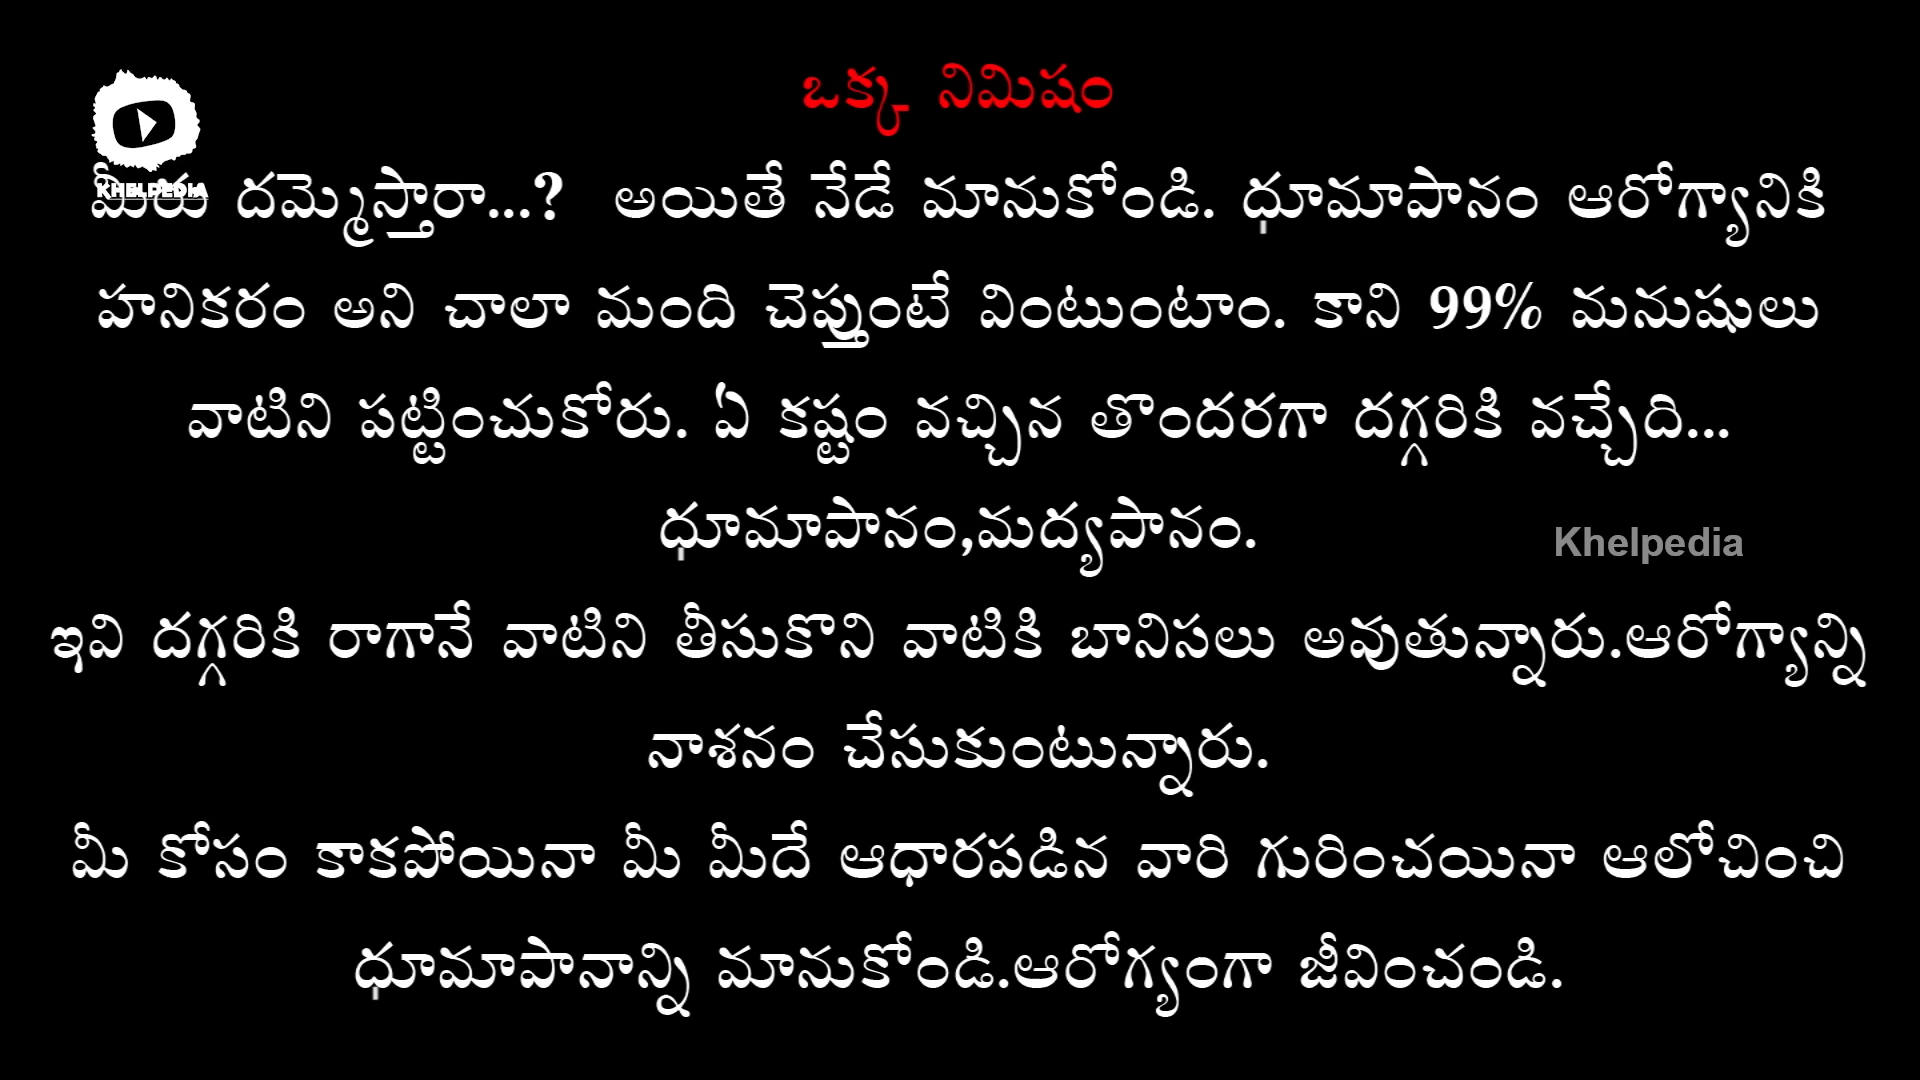 ఒక్క నిమిషం
KHELPEDIA
మీరు దమ్మెస్తారా...? అయితే నేడే మానుకోండి. ధూమాపానం ఆరోగ్యానికి
హనికరం అని చాలా మంది చెప్తుంటే వింటుంటాం. కాని 99% మనుషులు
వాటిని పట్టించుకోరు. ఏ కష్టం వచ్చిన తొందరగా దగ్గరికి వచ్చేది...
ధూమాపానం,మద్యపానం.
Khelpedia
ఇవి దగ్గరికి రాగానే వాటిని తీసుకొని వాటికి బానిసలు అవుతున్నారు.ఆరోగ్యాన్ని
నాశనం చేసుకుంటున్నారు.
మీ కోసం కాకపోయినా మీ మీదే ఆధారపడిన వారి గురించయినా ఆలోచించి
ధూమాపానాన్ని మానుకోండి.ఆరోగ్యంగా జీవించండి.